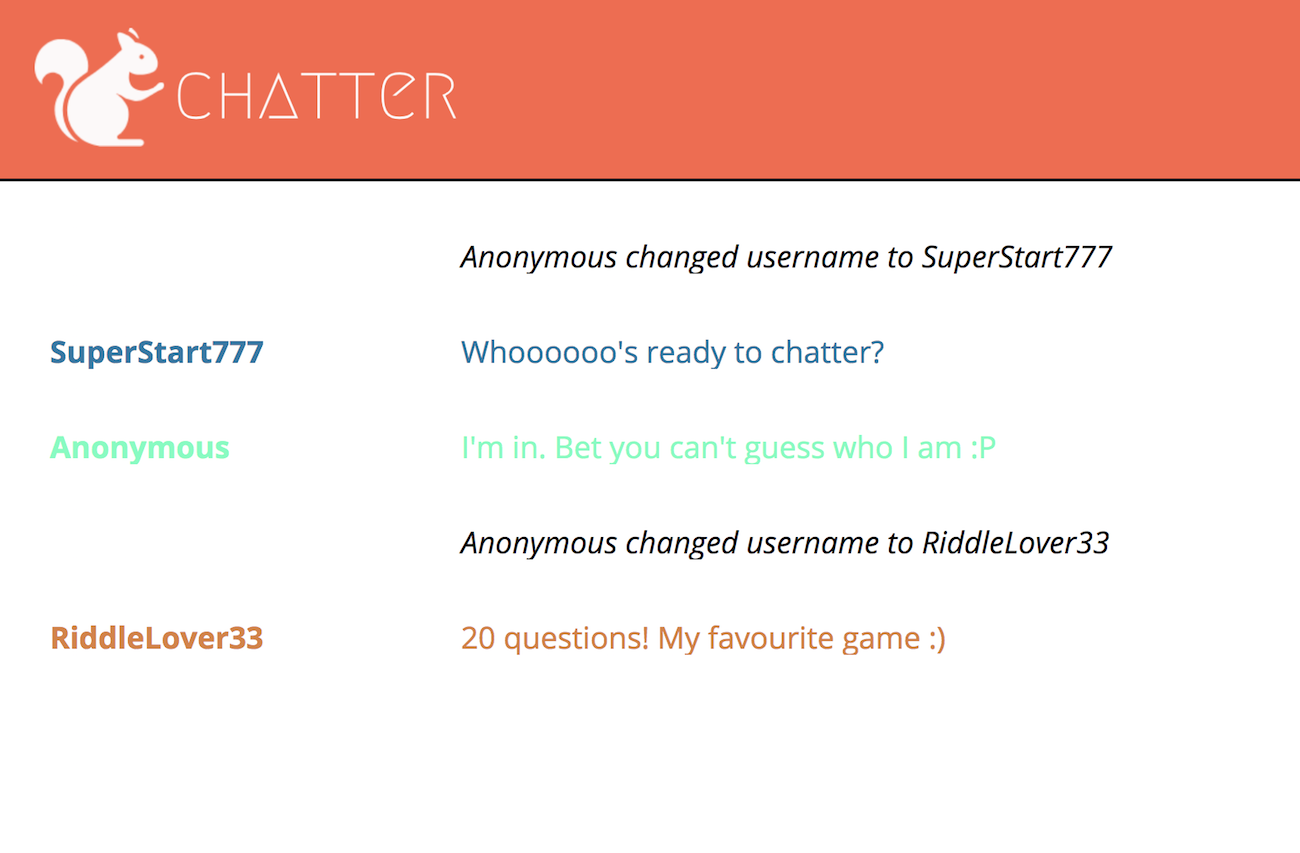 CHATTER
Anonymous changed username to SuperStart777
SuperStart777 Whoooooo's ready to chatter?
Anonymous I'm in. Bet you can't guess who I am :P
Anonymous changed username to RiddleLover33
RiddleLover33 20 questions! My favourite game :)